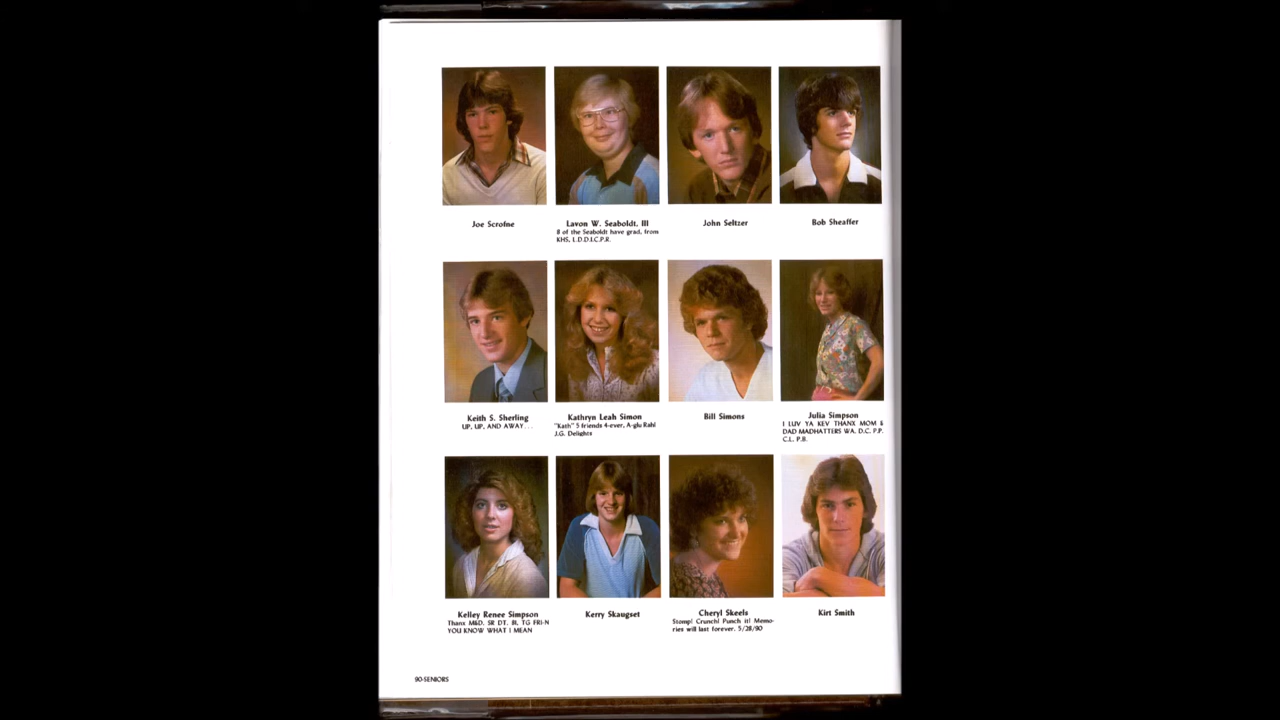 Joe Scrofne
Lavon W. Seaboldt, III
8 of the Seaboldt have grad, from
KHS, I.D.D.I.C.P.R.
John Seltzer
Bob Sheaffer
Keith S. Sherling
UP, UP, AND AWAY...
Kathryn Leah Simon
"Kath" 5 friends 4-ever, A-glu Rahl
J.G. Delights
Bill Simons
Julia Simpson
I LUV YA KEV THANX MOM &
DAD MADHATTERS WA. D.C. P.P.
C.L. P.B.
Kelley Renee Simpson
Thanx M&D, SR DT. BL TG FRI-N
YOU KNOW WHAT I MEAN
Kerry Skaugset
Cheryl Skeels
Stomp! Crunch! Punch it! Memo-
ries will last forever. 5/28/90
Kirt Smith
90-SENIORS